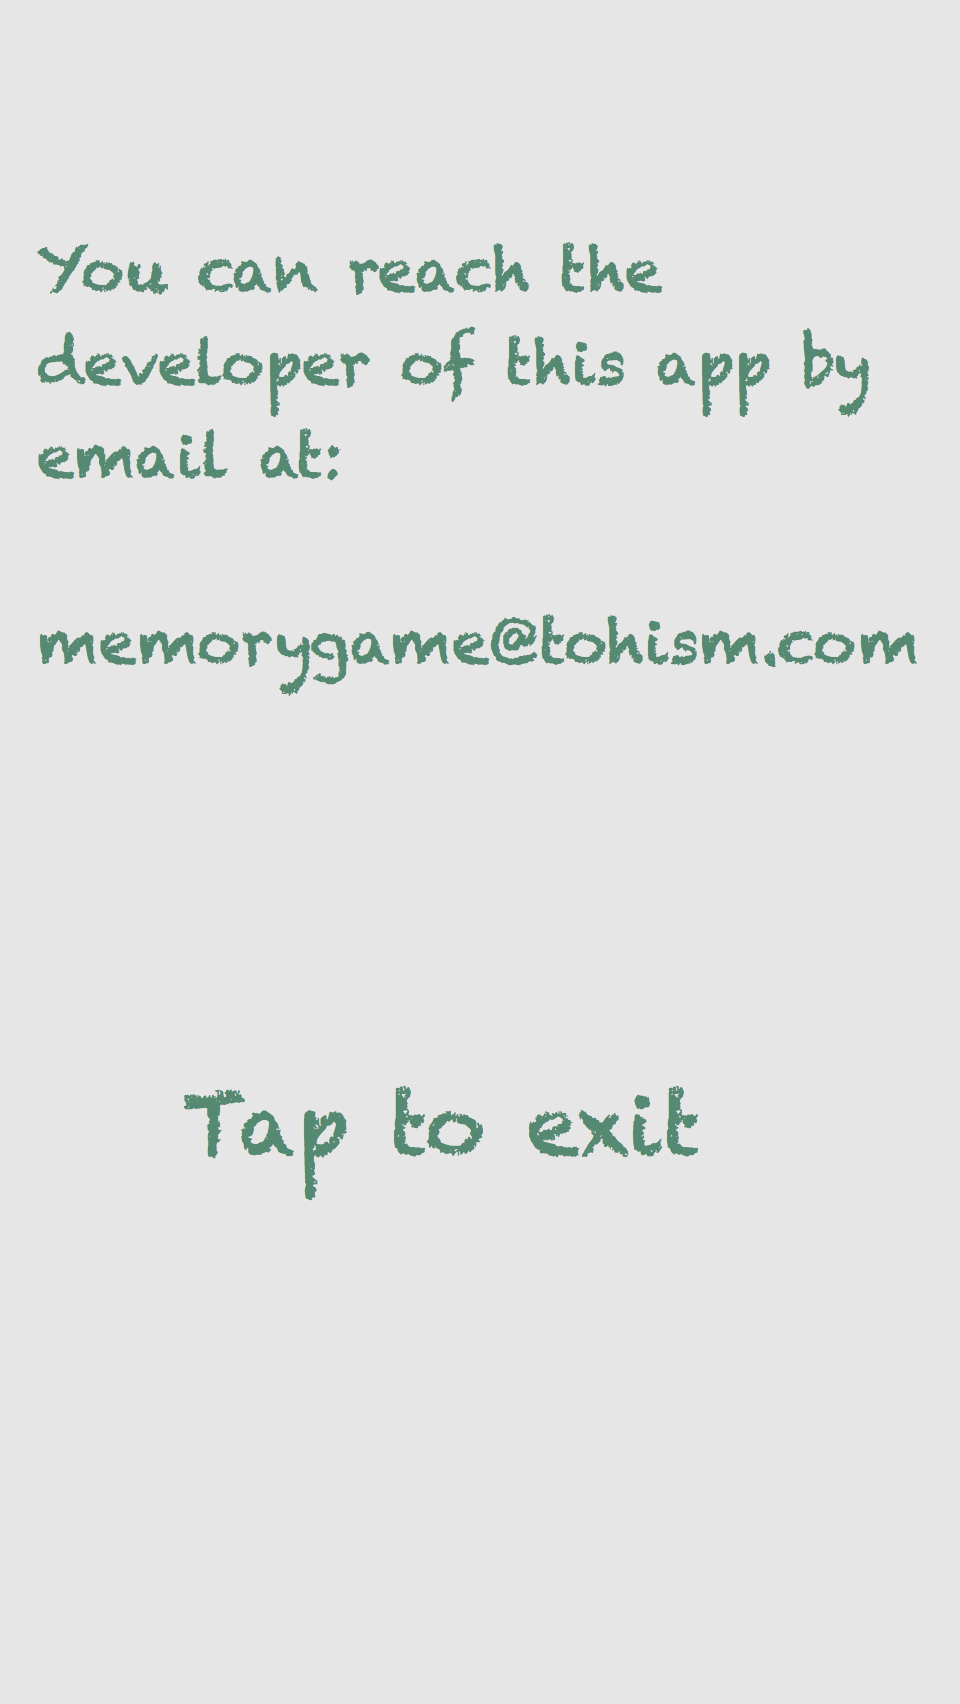 You can reach the
developer of this app by
email at:
memorygame@tohism.com
Tap to exit